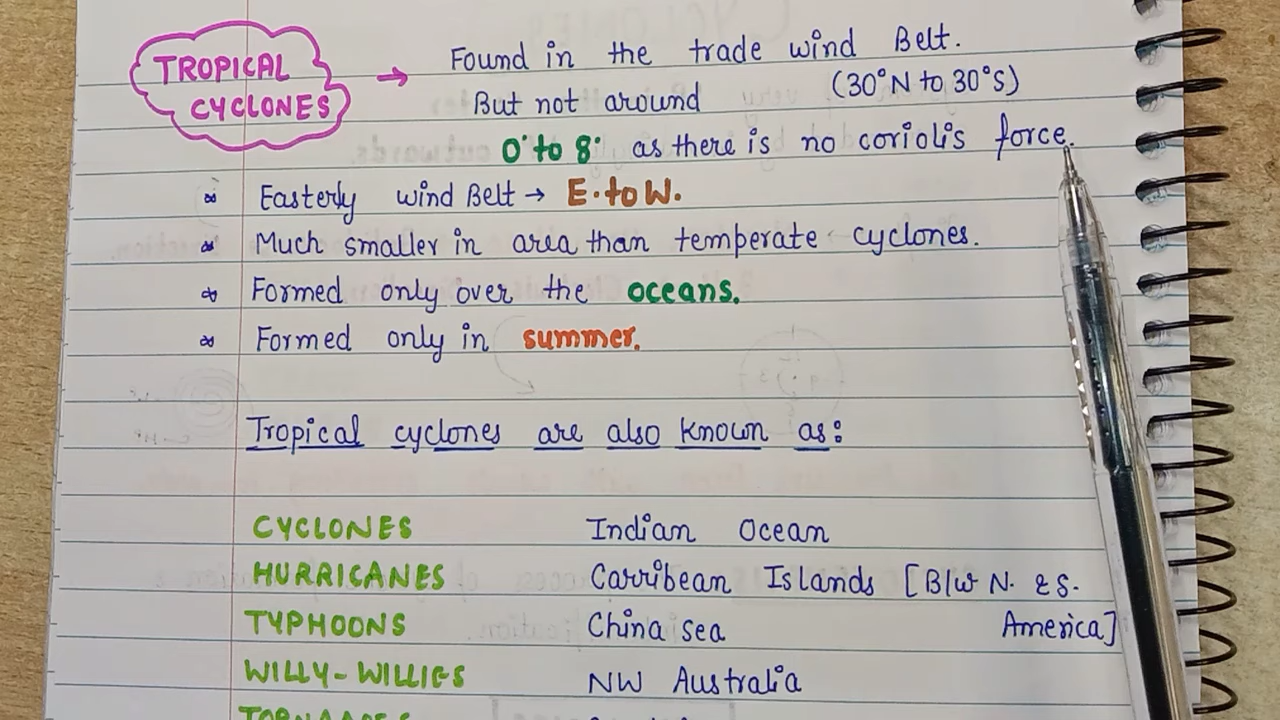 TROPICAL
CYCLONES
→ Found in the trade wind Belt.
But not around (30°N to 30°S)
0° to 8° as there is no coriolis force.
Easterly wind Belt → E. to W.
Much smaller in area than temperate cyclones.
Formed only over the oceans.
Formed only in summer.
Tropical cyclones are also known as:
CYCLONES Indian Ocean
HURRICANES Carribean Islands [B/w N. & S.
America]
TYPHOONS China sea
WILLY-WILLIES NW Australia
TORNADOES